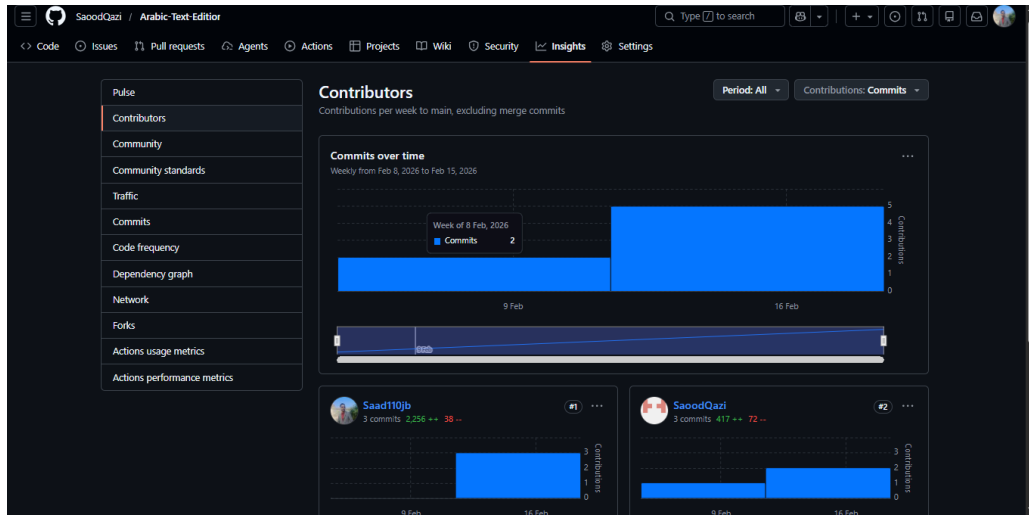 SaoodQazi / Arabic-Text-Edition
Type / to search
Code Issues Pull requests Agents Actions Projects Wiki Security Insights Settings
Pulse
Contributors
Community
Community standards
Traffic
Commits
Code frequency
Dependency graph
Network
Forks
Actions usage metrics
Actions performance metrics
Contributors
Contributions per week to main, excluding merge commits
Period: All
Contributions: Commits
Commits over time
Weekly from Feb 8, 2026 to Feb 15, 2026
Week of 8 Feb, 2026
Commits 2
5
4
3
2
1
0
Contributions
9 Feb 16 Feb
Saad110jb #1
3 commits 2,256 ++ 38 --
3
2
1
0
Contributions
9 Feb 16 Feb
SaoodQazi #2
3 commits 417 ++ 72 --
3
2
1
0
Contributions
9 Feb 16 Feb